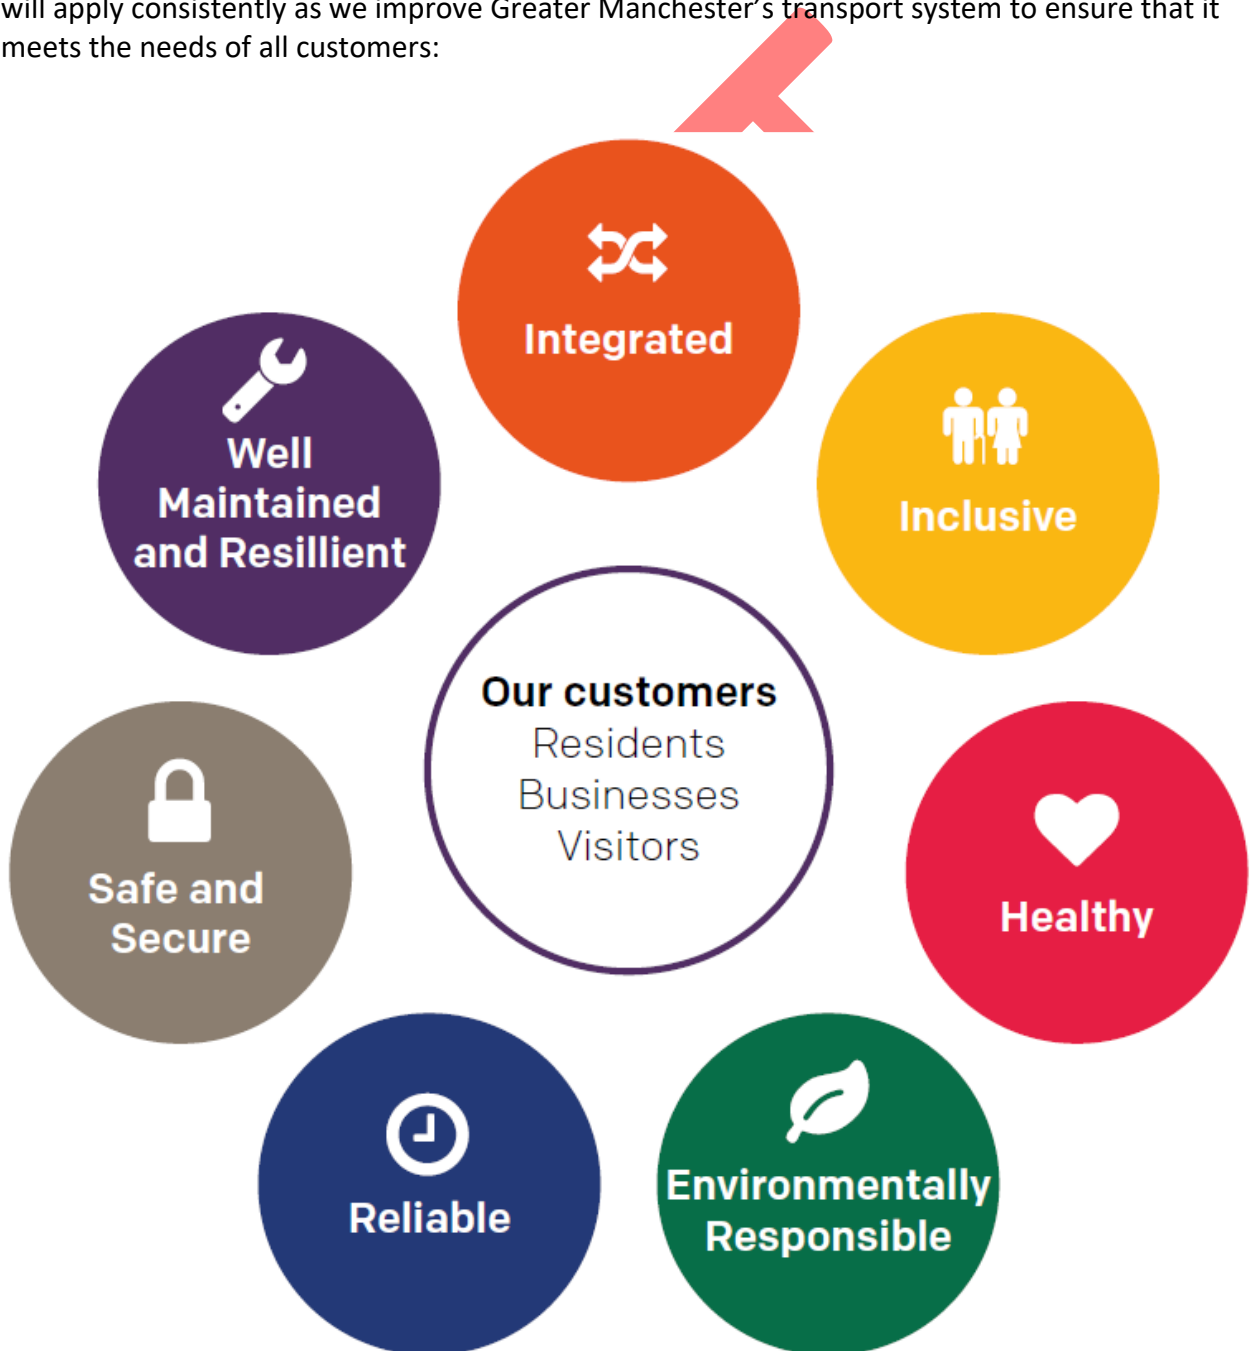 will apply consistently as we improve Greater Manchester's transport system to ensure that it
meets the needs of all customers:
Integrated
Inclusive
Healthy
Environmentally
Responsible
Reliable
Safe and
Secure
Well
Maintained
and Resillient
Our customers
Residents
Businesses
Visitors